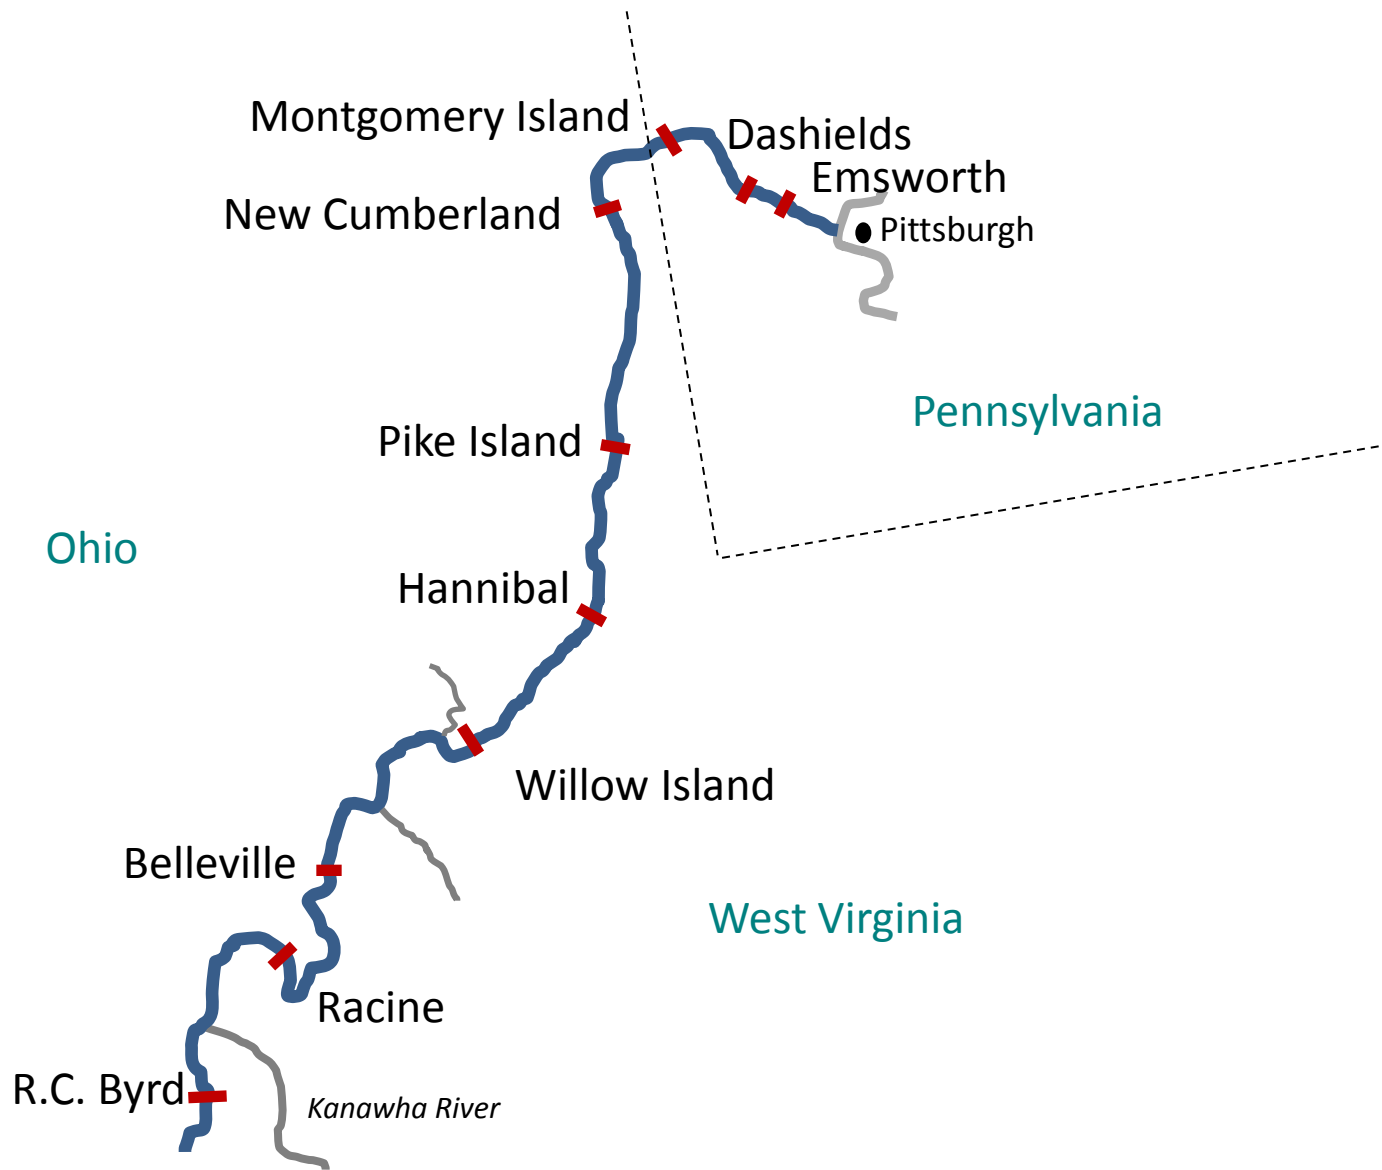 Montgomery Island
Dashields
Emsworth
New Cumberland
Pittsburgh
Pennsylvania
Pike Island
Ohio
Hannibal
Willow Island
Belleville
West Virginia
Racine
R.C. Byrd
Kanawha River